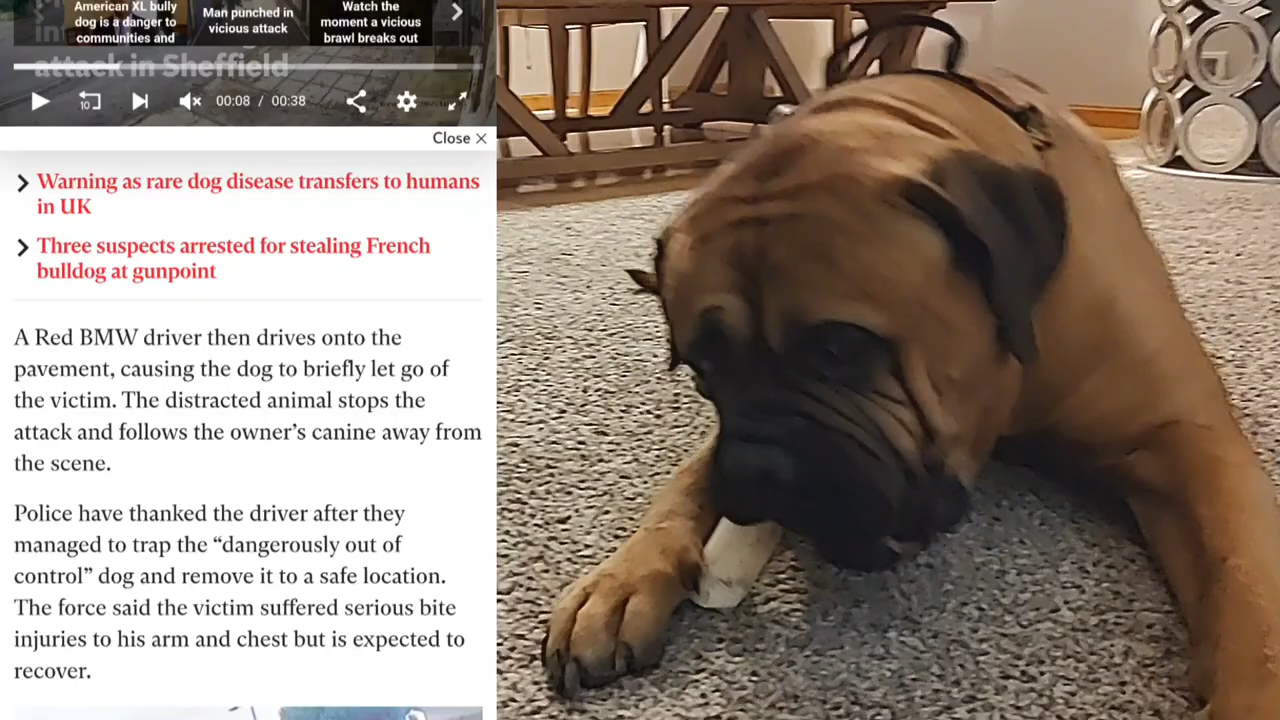 American XL bully
dog is a danger to
communities and
Man punched in
vicious attack
Watch the
moment a vicious
brawl breaks out
in
attack in Sheffield
10
00:08 / 00:38
Close
Warning as rare dog disease transfers to humans
in UK
Three suspects arrested for stealing French
bulldog at gunpoint
A Red BMW driver then drives onto the
pavement, causing the dog to briefly let go of
the victim. The distracted animal stops the
attack and follows the owner’s canine away from
the scene.
Police have thanked the driver after they
managed to trap the “dangerously out of
control” dog and remove it to a safe location.
The force said the victim suffered serious bite
injuries to his arm and chest but is expected to
recover.